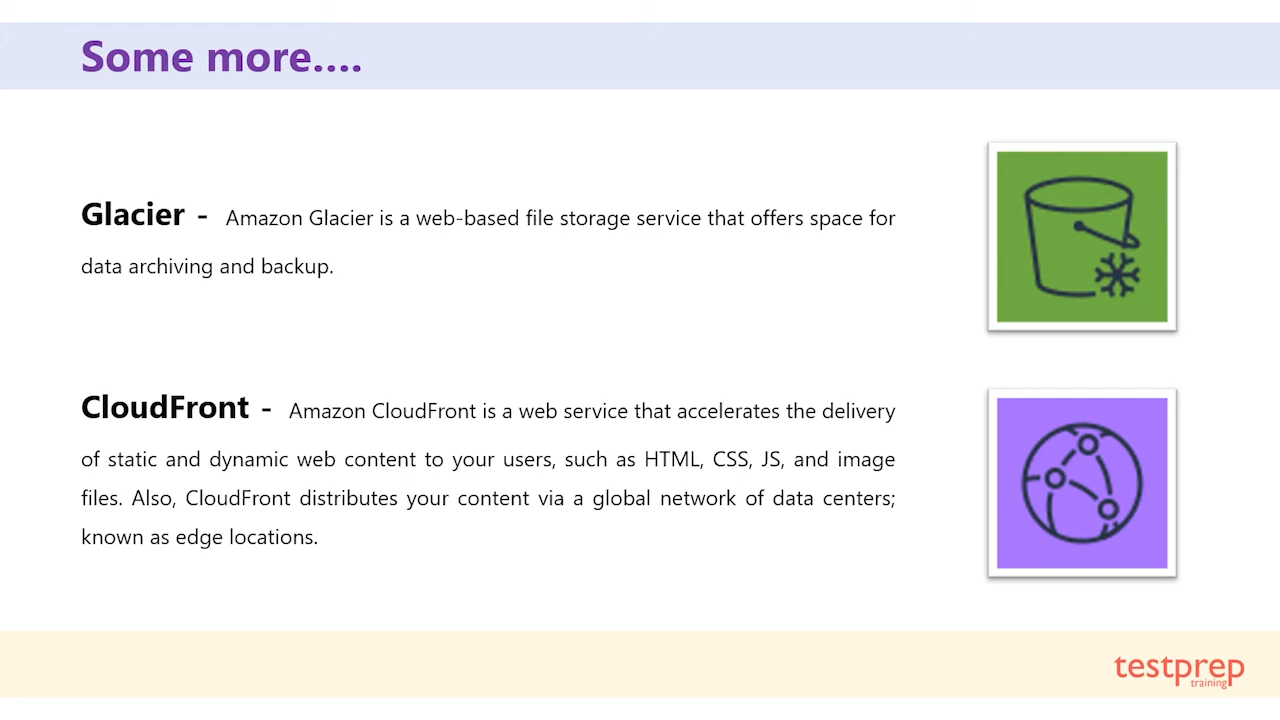 Some more....
Glacier - Amazon Glacier is a web-based file storage service that offers space for
data archiving and backup.
CloudFront - Amazon CloudFront is a web service that accelerates the delivery
of static and dynamic web content to your users, such as HTML, CSS, JS, and image
files. Also, CloudFront distributes your content via a global network of data centers;
known as edge locations.
testprep
training